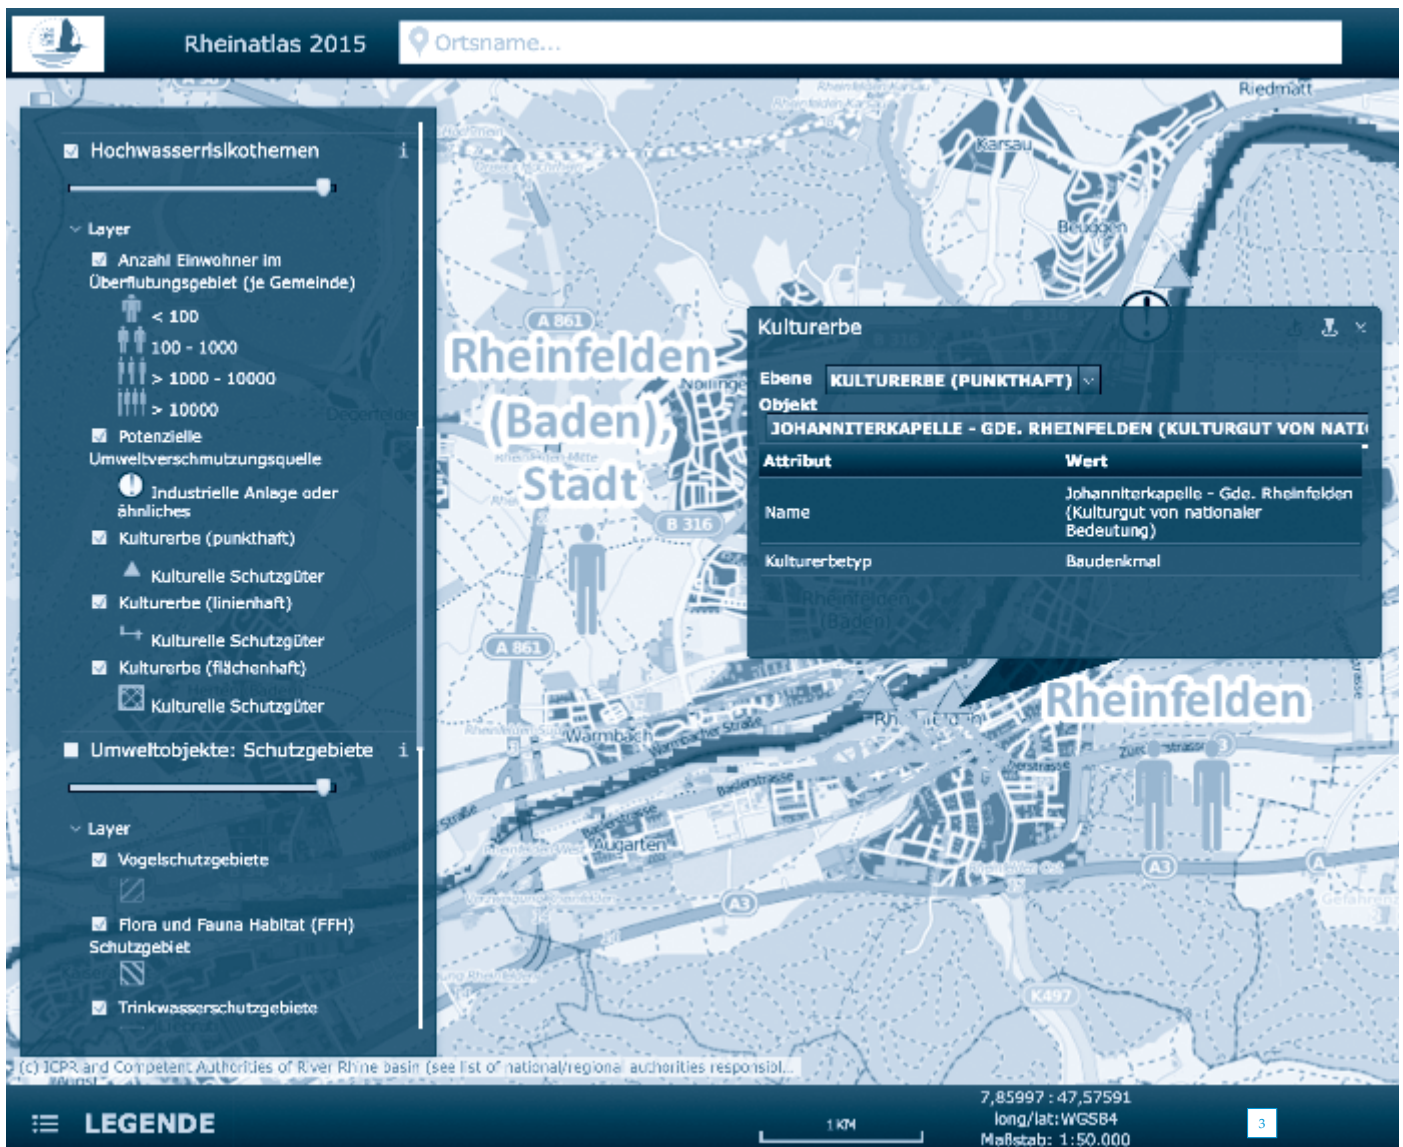 Rheinatlas 2015
Ortsname...
Hochwasserrisikothemen
i
Layer
Anzahl Einwohner im
Überflutungsgebiet (je Gemeinde)
< 100
100 - 1000
> 1000 - 10000
> 10000
Potenzielle
Umweltverschmutzungsquelle
Industrielle Anlage oder
ähnliches
Kulturerbe (punkthaft)
Kulturelle Schutzgüter
Kulturerbe (linienhaft)
Kulturelle Schutzgüter
Kulturerbe (flächenhaft)
Kulturelle Schutzgüter
Umweltobjekte: Schutzgebiete
i
Layer
Vogelschutzgebiete
Flora und Fauna Habitat (FFH)
Schutzgebiet
Trinkwasserschutzgebiete
Riedmatt
Karsau
Beuggen
A 861
Rheinfelden
(Baden),
Stadt
Nollingen
B 316
A 861
Kulturerbe
Ebene KULTURERBE (PUNKTHAFT)
Objekt
JOHANNITERKAPELLE - GDE. RHEINFELDEN (KULTURGUT VON NATI
Attribut Wert
Name
Johanniterkapelle - Gde. Rheinfelden
(Kulturgut von nationaler
Bedeutung)
Kulturerbetyp Baudenkmal
Rheinfelden
(Baden)
Rheinfelden
Warmbach
Warmbacher Straße
Baslerstrasse
Augarten
A3
A3
K497
(c) ICPR and Competent Authorities of River Rhine basin (see list of national/regional authorities responsibl...
LEGENDE
1 KM
7,85997 : 47,57591
long/lat:WGS84
Maßstab: 1:50.000
3